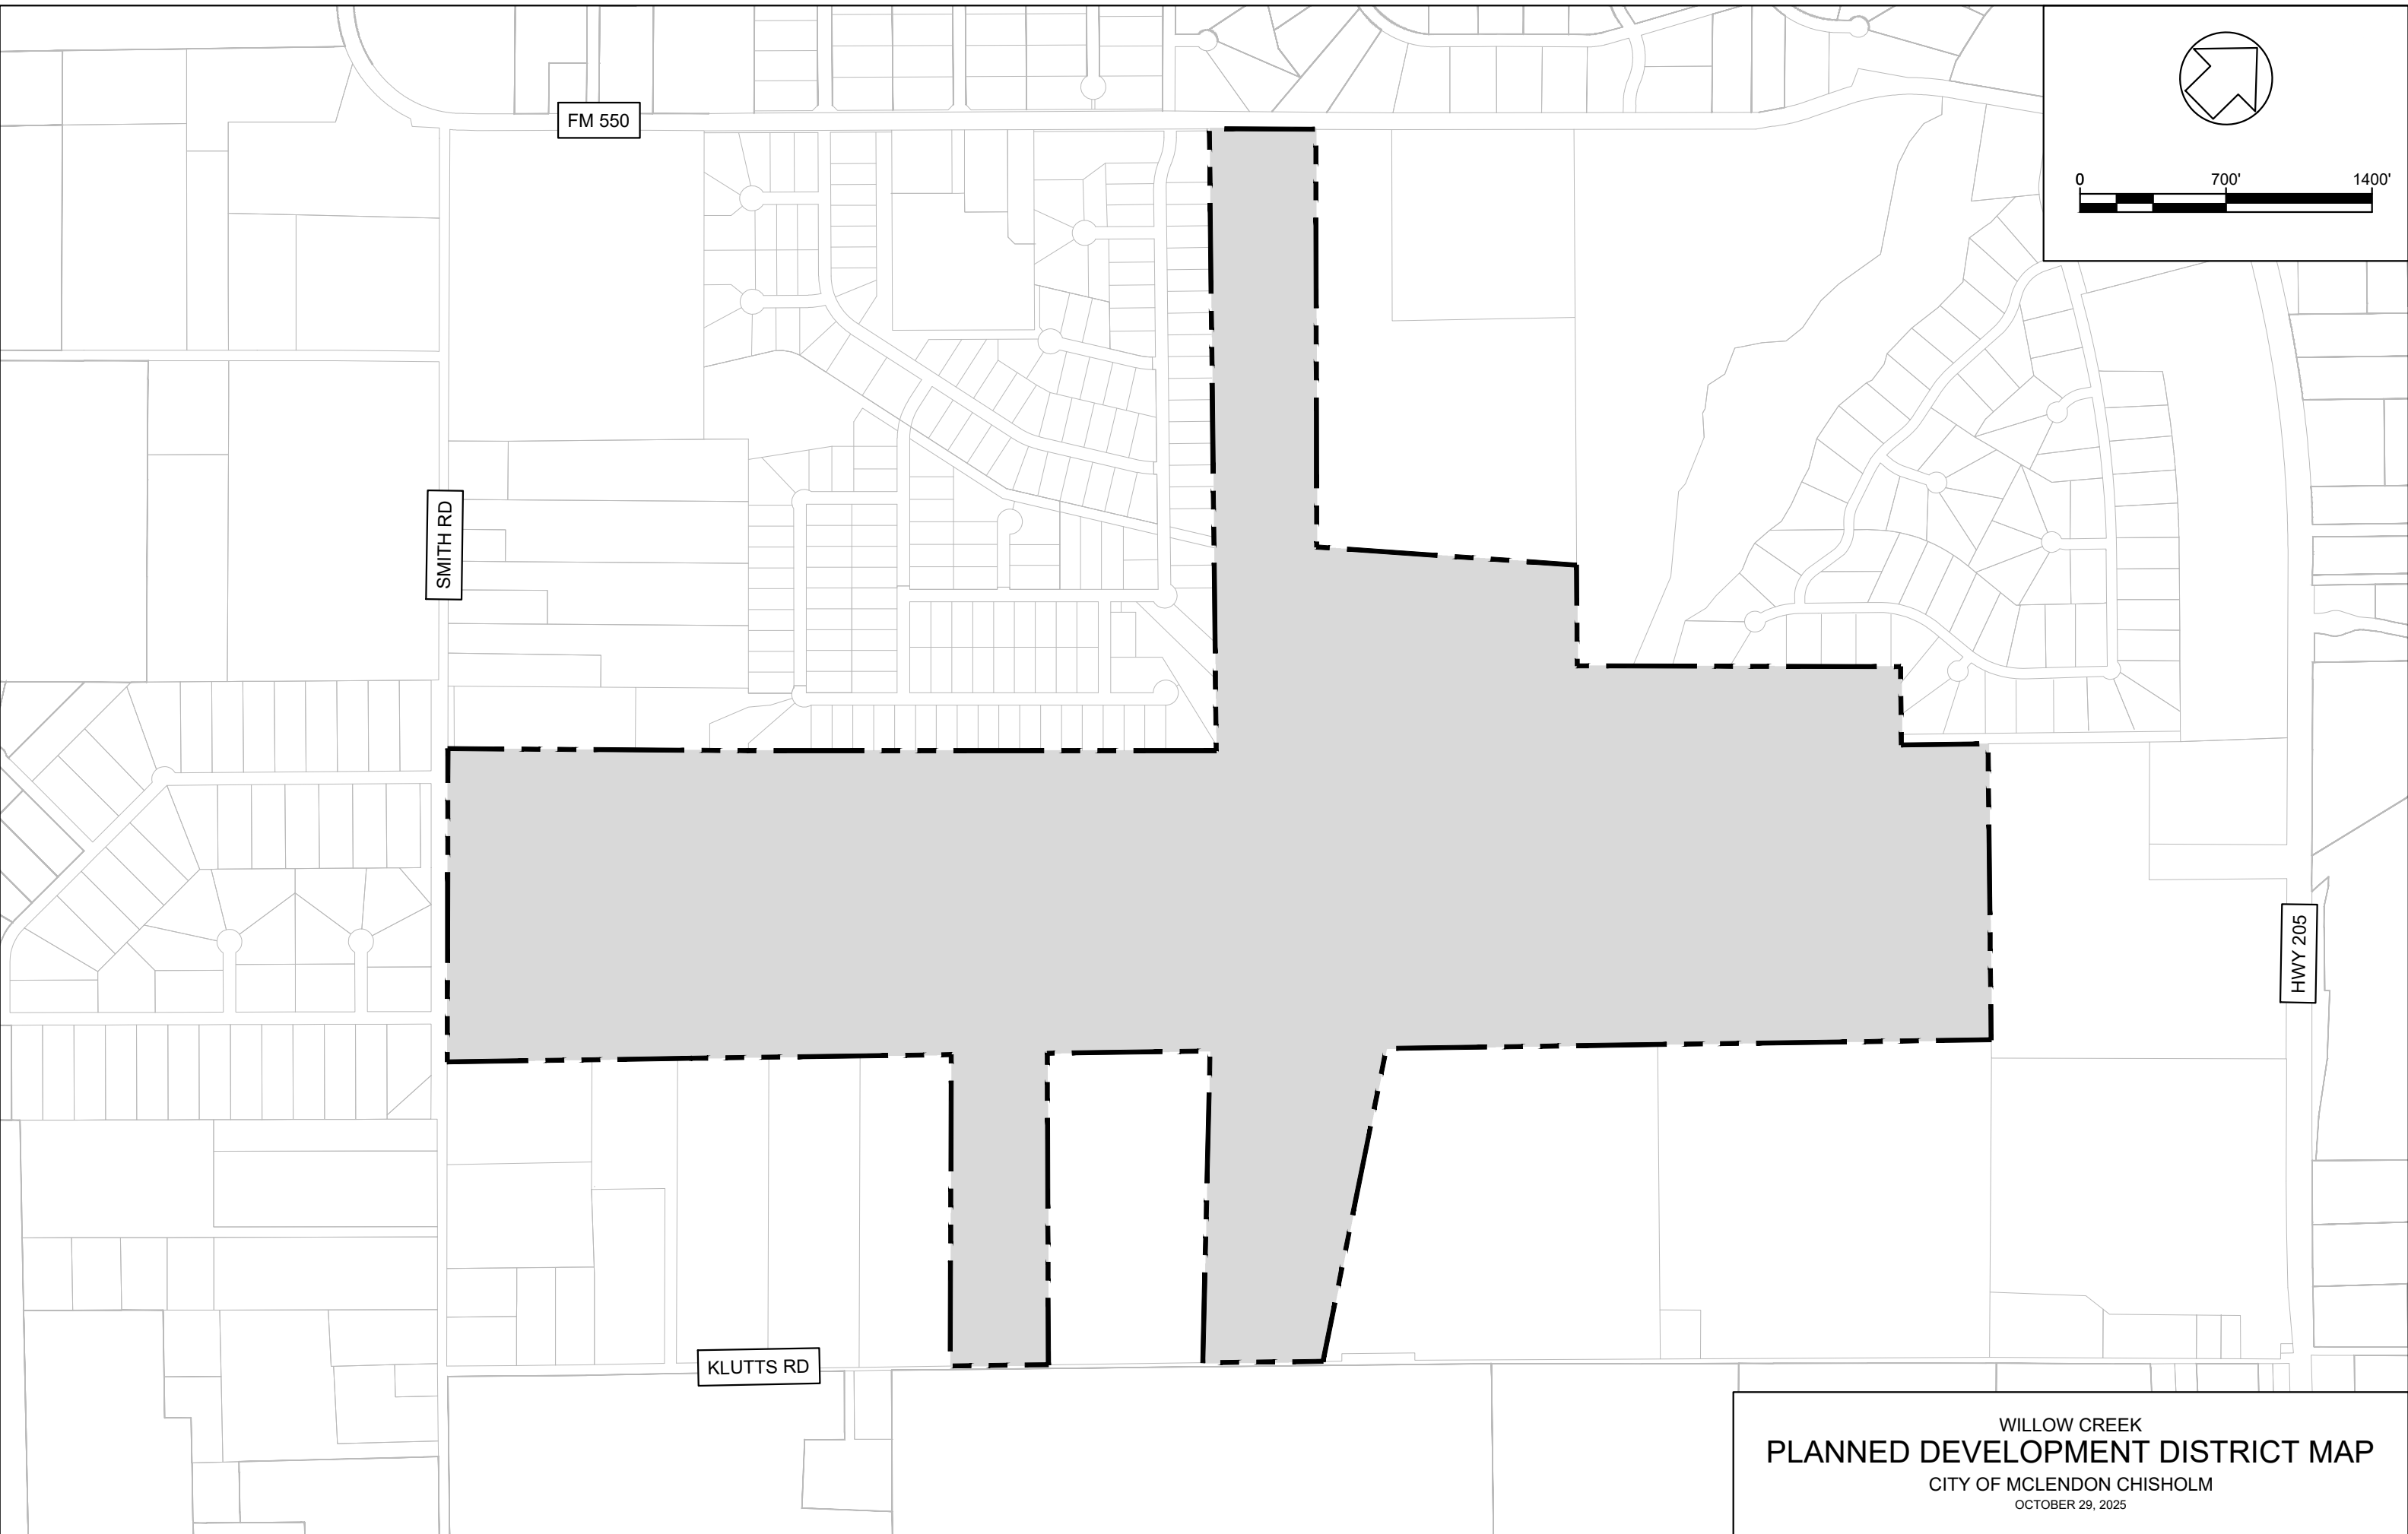 FM 550
0 700' 1400'
SMITH RD
HWY 205
KLUTTS RD
WILLOW CREEK
PLANNED DEVELOPMENT DISTRICT MAP
CITY OF MCLENDON CHISHOLM
OCTOBER 29, 2025